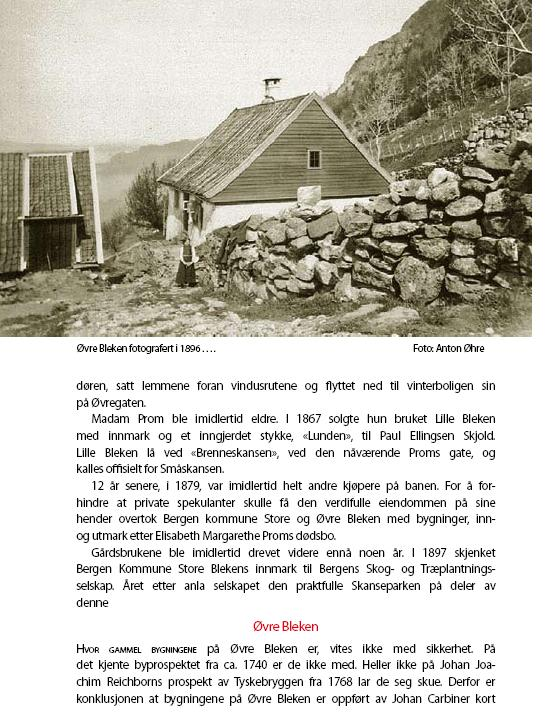 Øvre Bleken fotografert i 1896 .... Foto: Anton Øhre
døren, satt lemmene foran vindusrutene og flyttet ned til vinterboligen sin
på Øvregaten.
Madam Prom ble imidlertid eldre. I 1867 solgte hun bruket Lille Bleken
med innmark og et inngjerdet stykke, «Lunden», til Paul Ellingsen Skjold.
Lille Bleken lå ved «Brenneskansen», ved den nåværende Proms gate, og
kalles offisielt for Småskansen.
12 år senere, i 1879, var imidlertid helt andre kjøpere på banen. For å for-
hindre at private spekulanter skulle få den verdifulle eiendommen på sine
hender overtok Bergen kommune Store og Øvre Bleken med bygninger, inn-
og utmark etter Elisabeth Margarethe Proms dødsbo.
Gårdsbrukene ble imidlertid drevet videre ennå noen år. I 1897 skjenket
Bergen Kommune Store Blekens innmark til Bergens Skog- og Træplantnings-
selskap. Året etter anla selskapet den praktfulle Skanseparken på deler av
denne
Øvre Bleken
Hvor gammel bygningene på Øvre Bleken er, vites ikke med sikkerhet. På
det kjente byprospektet fra ca. 1740 er de ikke med. Heller ikke på Johan Joa-
chim Reichborns prospekt av Tyskebryggen fra 1768 lar de seg skue. Derfor er
konklusjonen at bygningene på Øvre Bleken er oppført av Johan Carbiner kort